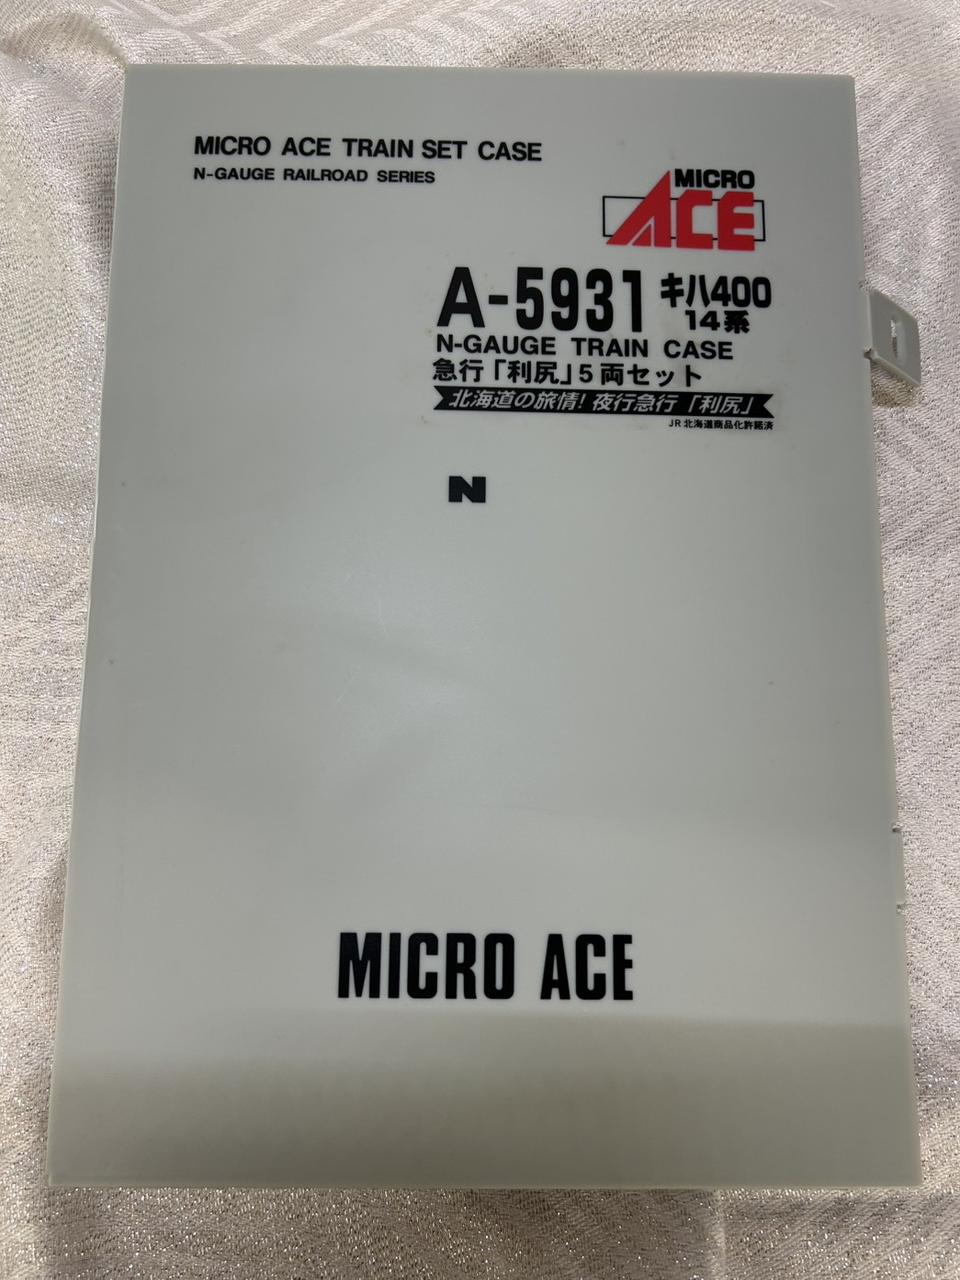 MICRO ACE TRAIN SET CASE
N-GAUGE RAILROAD SERIES
MICRO
ACE
A-5931 キハ400
14系
N-GAUGE TRAIN CASE
急行「利尻」5両セット
北海道の旅情!夜行急行「利尻」
JR北海道商品化許諾済
N
MICRO ACE